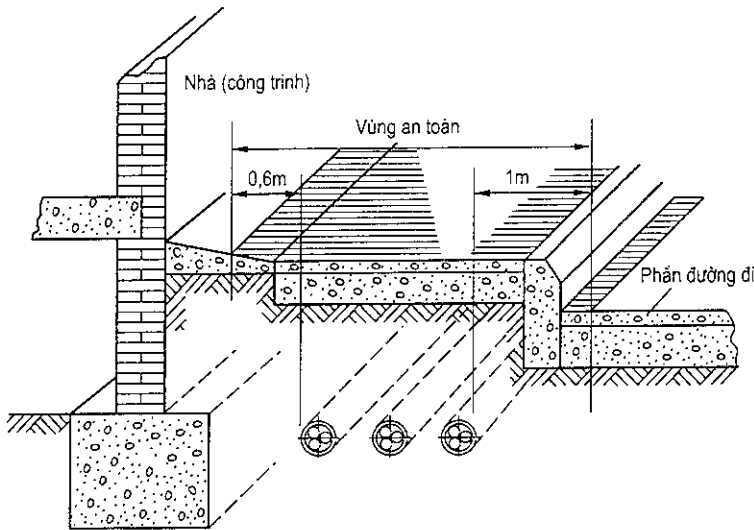 Nhà (công trình)
Vùng an toàn
0,6m
1m
Phần đường đi